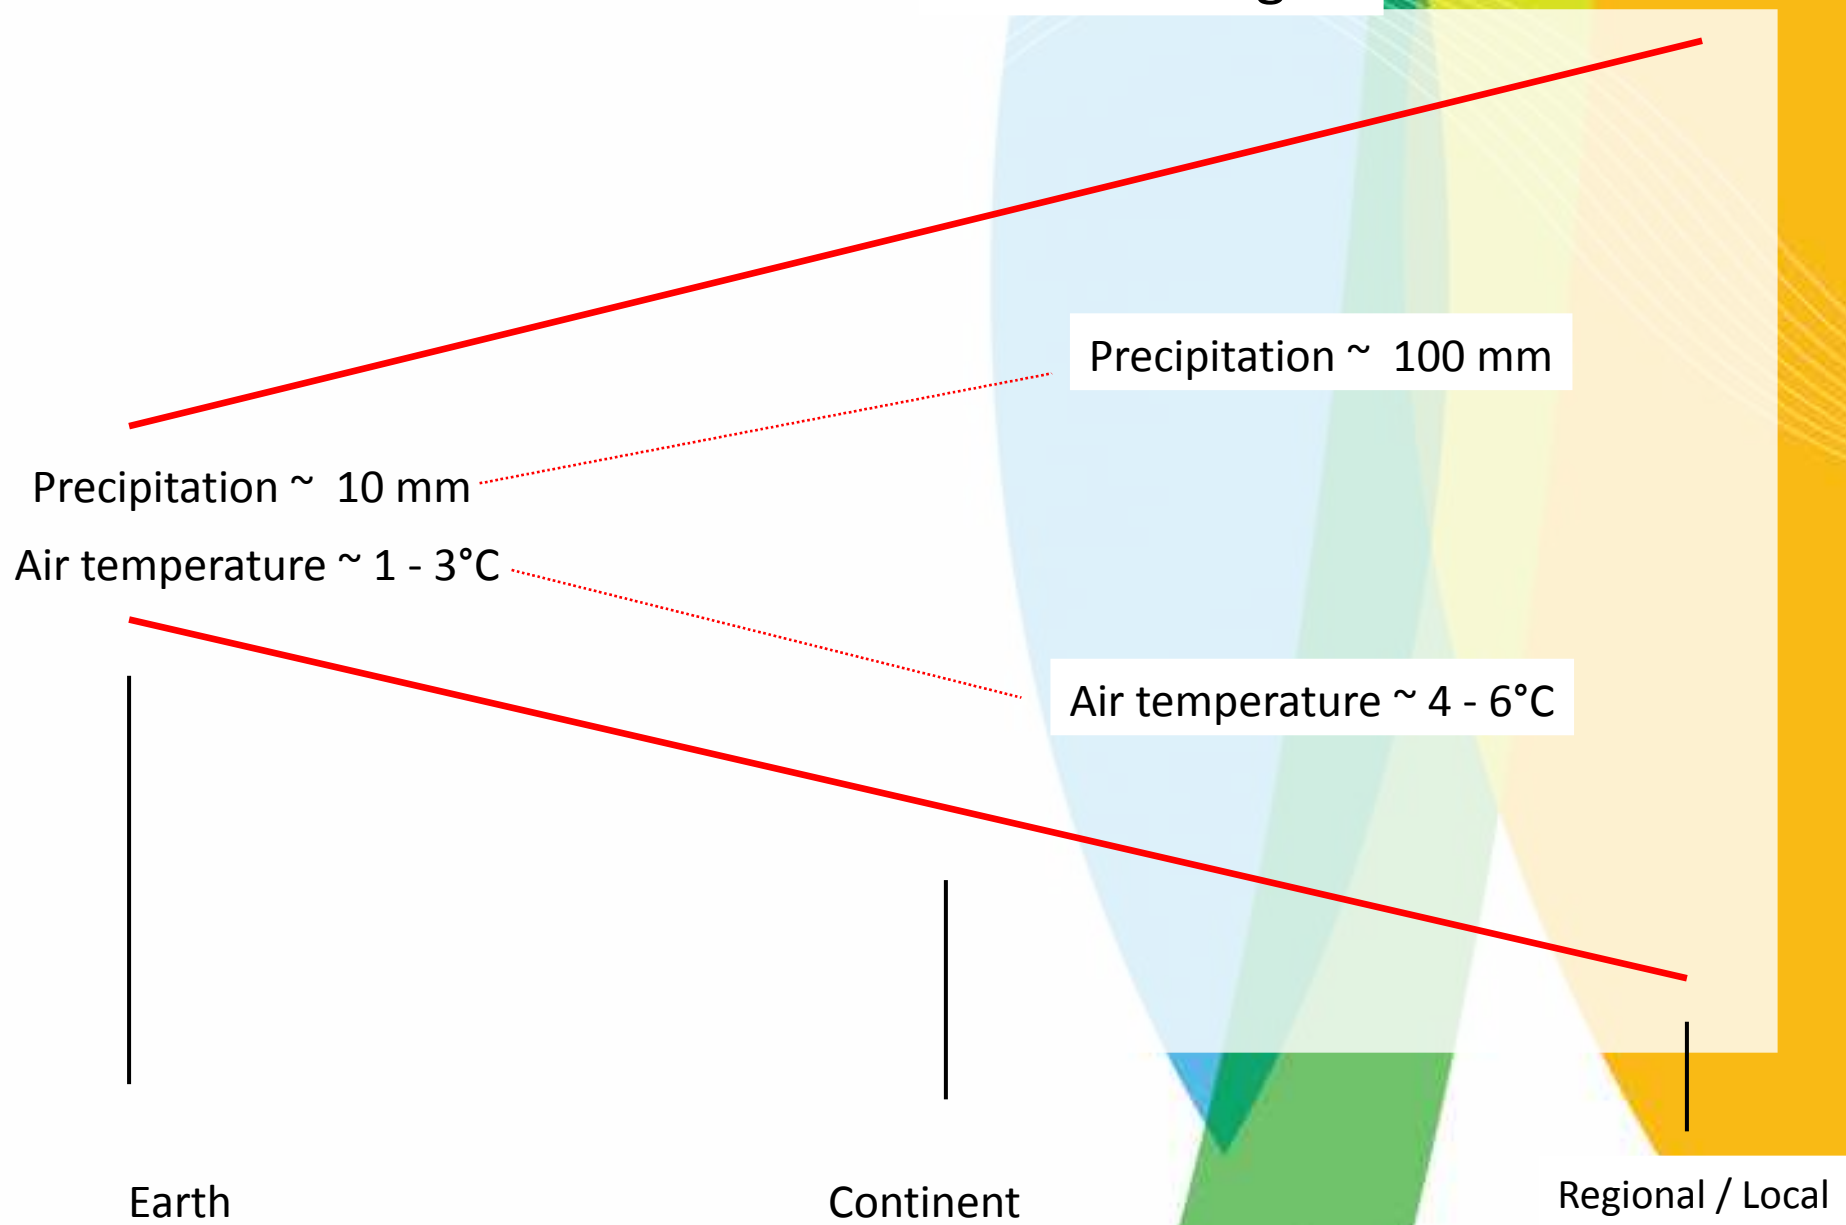 Precipitation ~ 100 mm
Precipitation ~ 10 mm
Air temperature ~ 1 - 3°C
Air temperature ~ 4 - 6°C
Earth
Continent
Regional / Local